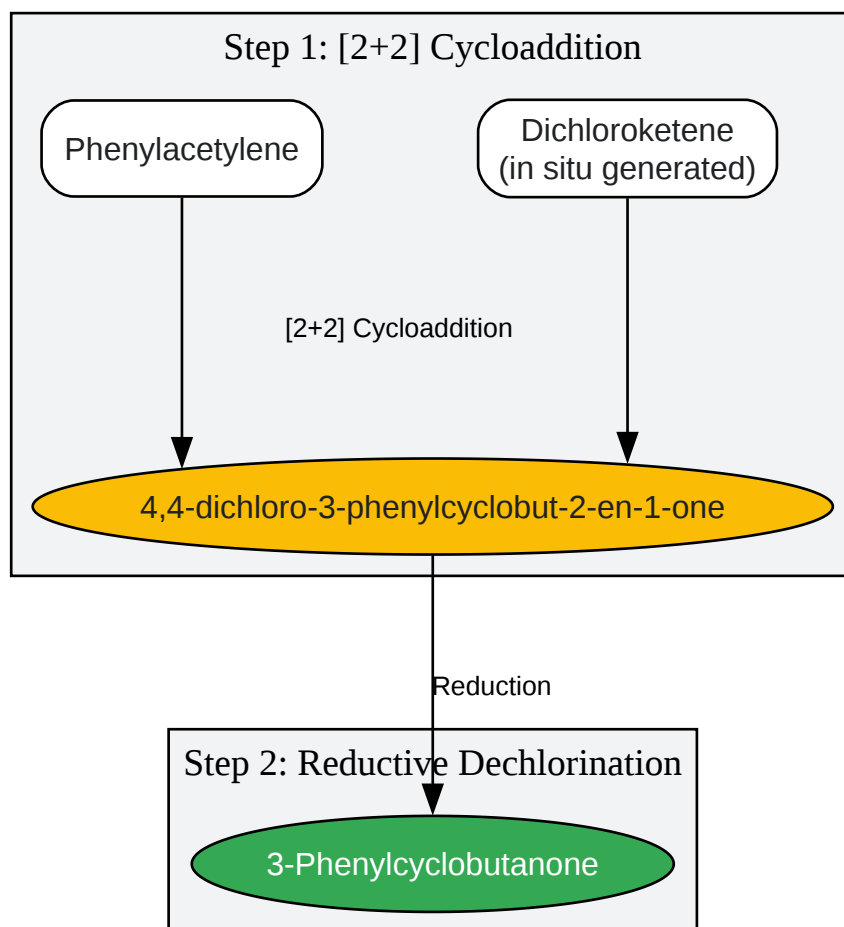 Step 1: [2+2] Cycloaddition
Phenylacetylene
Dichloroketene
(in situ generated)
[2+2] Cycloaddition
4,4-dichloro-3-phenylcyclobut-2-en-1-one
Reduction
Step 2: Reductive Dechlorination
3-Phenylcyclobutanone